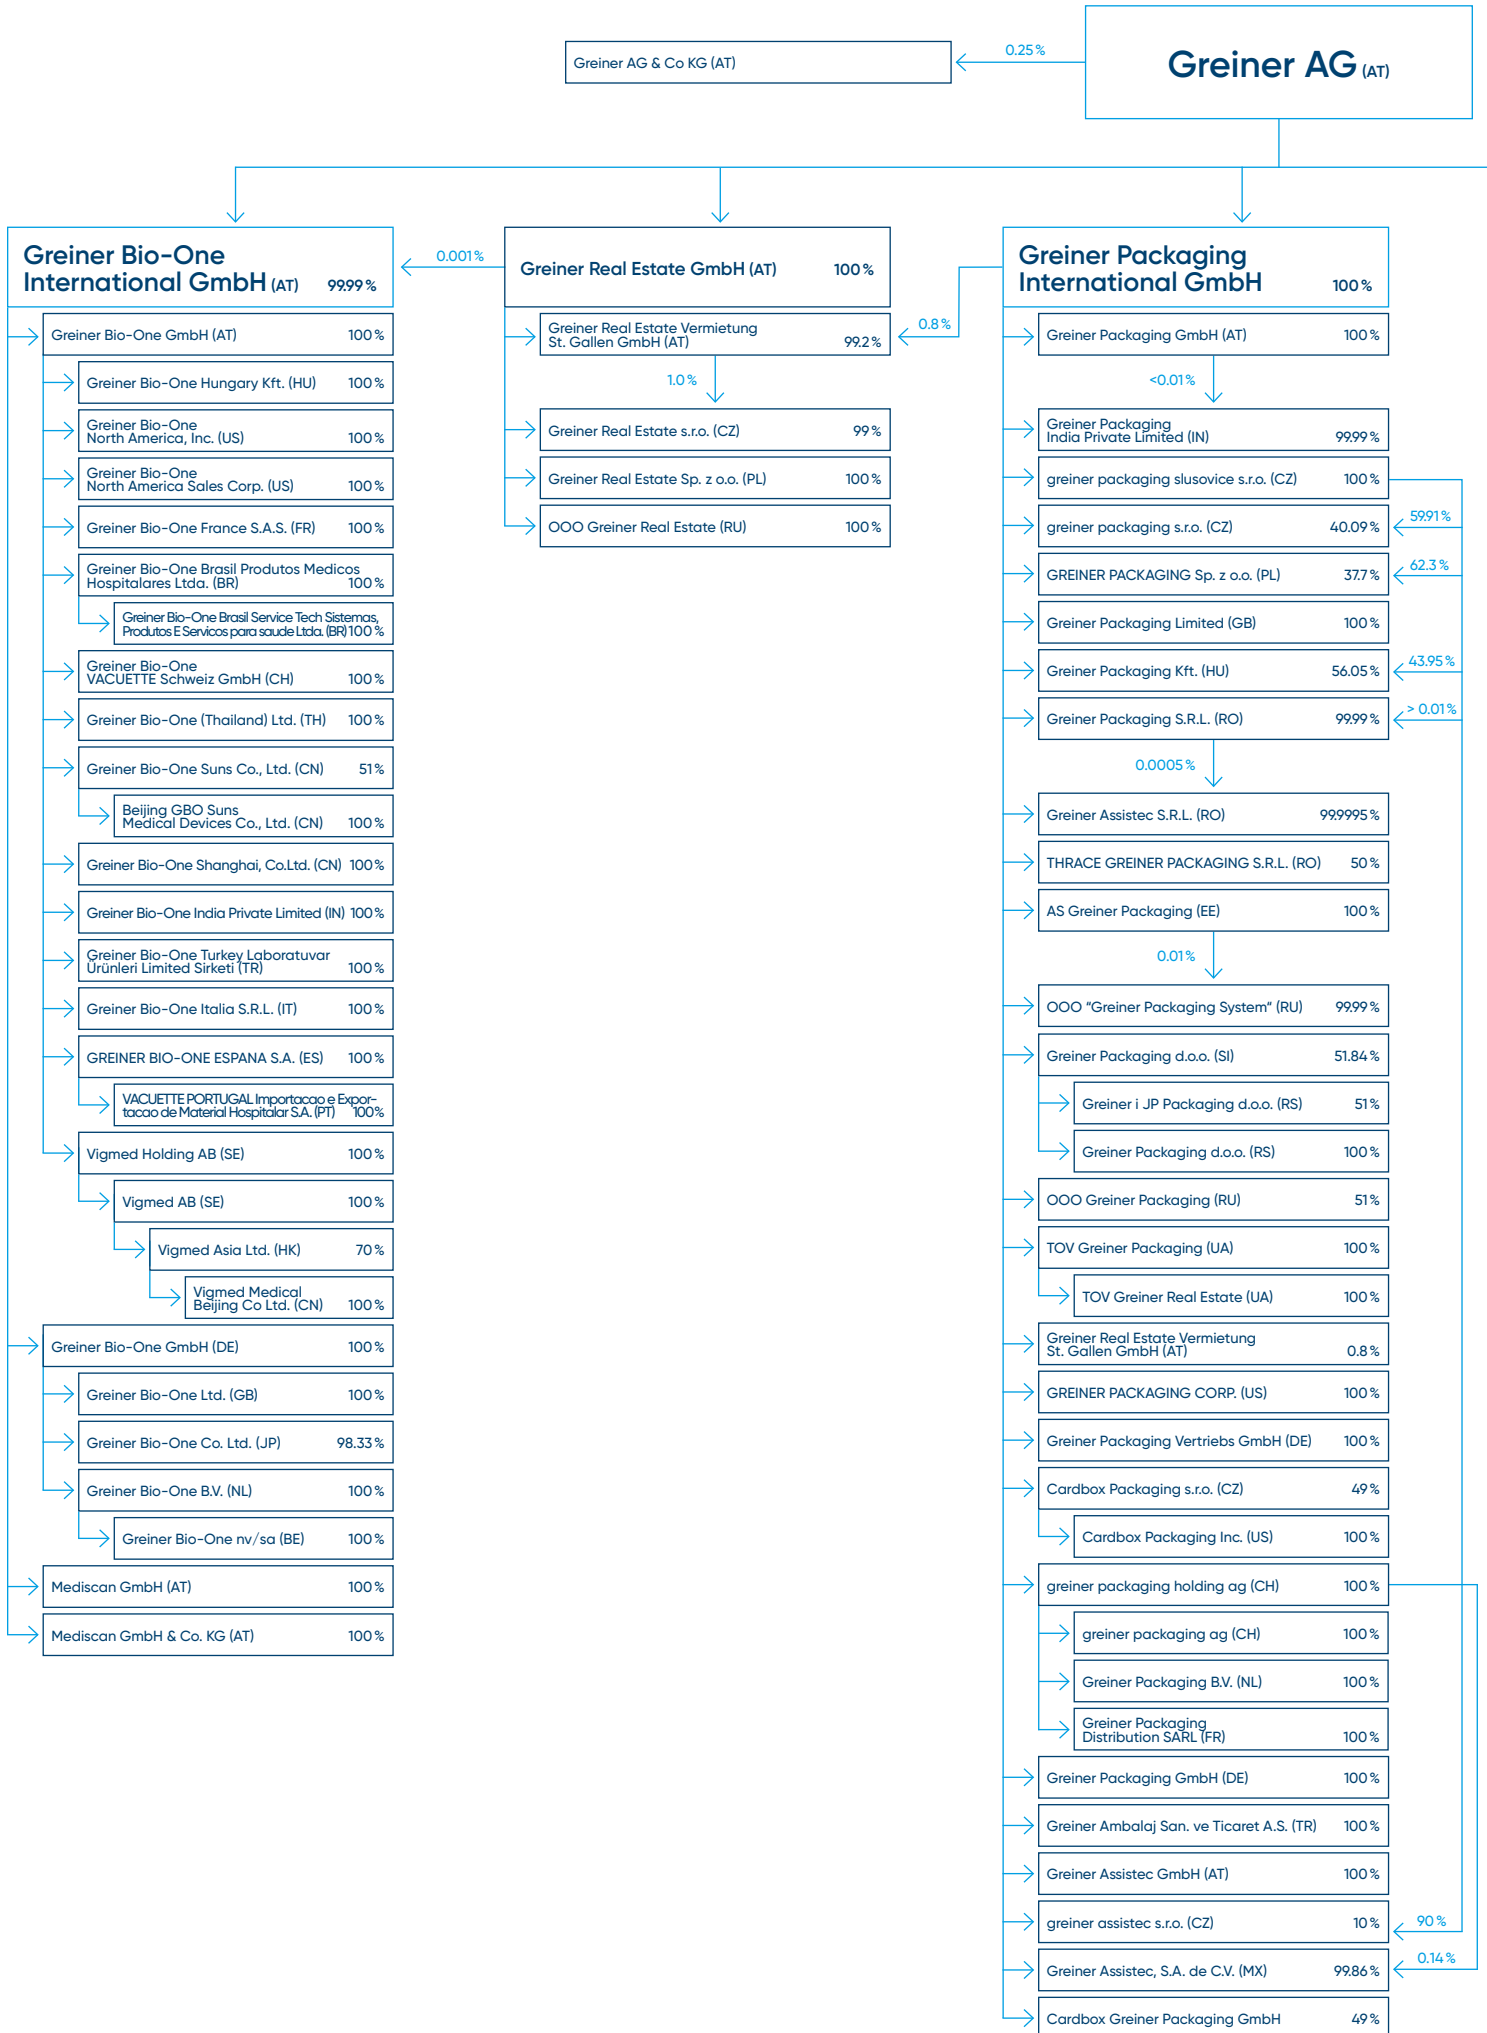 Greiner AG (AT)
0.25 %
Greiner AG & Co KG (AT)
Greiner Bio-One
International GmbH (AT) 99.99 %
0.001 %
Greiner Bio-One GmbH (AT) 100 %
Greiner Bio-One Hungary Kft. (HU) 100 %
Greiner Bio-One
North America, Inc. (US) 100 %
Greiner Bio-One
North America Sales Corp. (US) 100 %
Greiner Bio-One France S.A.S. (FR) 100 %
Greiner Bio-One Brasil Produtos Medicos
Hospitalares Ltda. (BR) 100 %
Greiner Bio-One Brasil Service Tech Sistemas,
Produtos E Servicos para saude Ltda. (BR) 100 %
Greiner Bio-One
VACUETTE Schweiz GmbH (CH) 100 %
Greiner Bio-One (Thailand) Ltd. (TH) 100 %
Greiner Bio-One Suns Co., Ltd. (CN) 51 %
Beijing GBO Suns
Medical Devices Co., Ltd. (CN) 100 %
Greiner Bio-One Shanghai, Co.Ltd. (CN) 100 %
Greiner Bio-One India Private Limited (IN) 100 %
Greiner Bio-One Turkey Laboratuvar
Ürünleri Limited Sirketi (TR) 100 %
Greiner Bio-One Italia S.R.L. (IT) 100 %
GREINER BIO-ONE ESPANA S.A. (ES) 100 %
VACUETTE PORTUGAL Importacao e Expor-
tacao de Material Hospitalar S.A. (PT) 100%
Vigmed Holding AB (SE) 100 %
Vigmed AB (SE) 100 %
Vigmed Asia Ltd. (HK) 70 %
Vigmed Medical
Beijing Co Ltd. (CN) 100 %
Greiner Bio-One GmbH (DE) 100 %
Greiner Bio-One Ltd. (GB) 100 %
Greiner Bio-One Co. Ltd. (JP) 98.33 %
Greiner Bio-One B.V. (NL) 100 %
Greiner Bio-One nv/sa (BE) 100 %
Mediscan GmbH (AT) 100 %
Mediscan GmbH & Co. KG (AT) 100 %
Greiner Real Estate GmbH (AT) 100 %
Greiner Real Estate Vermietung
St. Gallen GmbH (AT) 99.2 %
0.8 %
1.0 %
Greiner Real Estate s.r.o. (CZ) 99 %
Greiner Real Estate Sp. z o.o. (PL) 100 %
OOO Greiner Real Estate (RU) 100 %
Greiner Packaging
International GmbH 100 %
Greiner Packaging GmbH (AT) 100 %
<0.01 %
Greiner Packaging
India Private Limited (IN) 99.99 %
greiner packaging slusovice s.r.o. (CZ) 100 %
greiner packaging s.r.o. (CZ) 40.09 %
59.91 %
GREINER PACKAGING Sp. z o.o. (PL) 37.7 %
62.3 %
Greiner Packaging Limited (GB) 100 %
Greiner Packaging Kft. (HU) 56.05 %
43.95 %
Greiner Packaging S.R.L. (RO) 99.99 %
> 0.01 %
0.0005 %
Greiner Assistec S.R.L. (RO) 99.9995 %
THRACE GREINER PACKAGING S.R.L. (RO) 50 %
AS Greiner Packaging (EE) 100 %
0.01 %
OOO “Greiner Packaging System“ (RU) 99.99 %
Greiner Packaging d.o.o. (SI) 51.84 %
Greiner i JP Packaging d.o.o. (RS) 51 %
Greiner Packaging d.o.o. (RS) 100 %
OOO Greiner Packaging (RU) 51 %
TOV Greiner Packaging (UA) 100 %
TOV Greiner Real Estate (UA) 100 %
Greiner Real Estate Vermietung
St. Gallen GmbH (AT) 0.8 %
GREINER PACKAGING CORP. (US) 100 %
Greiner Packaging Vertriebs GmbH (DE) 100 %
Cardbox Packaging s.r.o. (CZ) 49 %
Cardbox Packaging Inc. (US) 100 %
greiner packaging holding ag (CH) 100 %
greiner packaging ag (CH) 100 %
Greiner Packaging B.V. (NL) 100 %
Greiner Packaging
Distribution SARL (FR) 100 %
Greiner Packaging GmbH (DE) 100 %
Greiner Ambalaj San. ve Ticaret A.S. (TR) 100 %
Greiner Assistec GmbH (AT) 100 %
greiner assistec s.r.o. (CZ) 10 %
90 %
Greiner Assistec, S.A. de C.V. (MX) 99.86 %
0.14 %
Cardbox Greiner Packaging GmbH 49 %